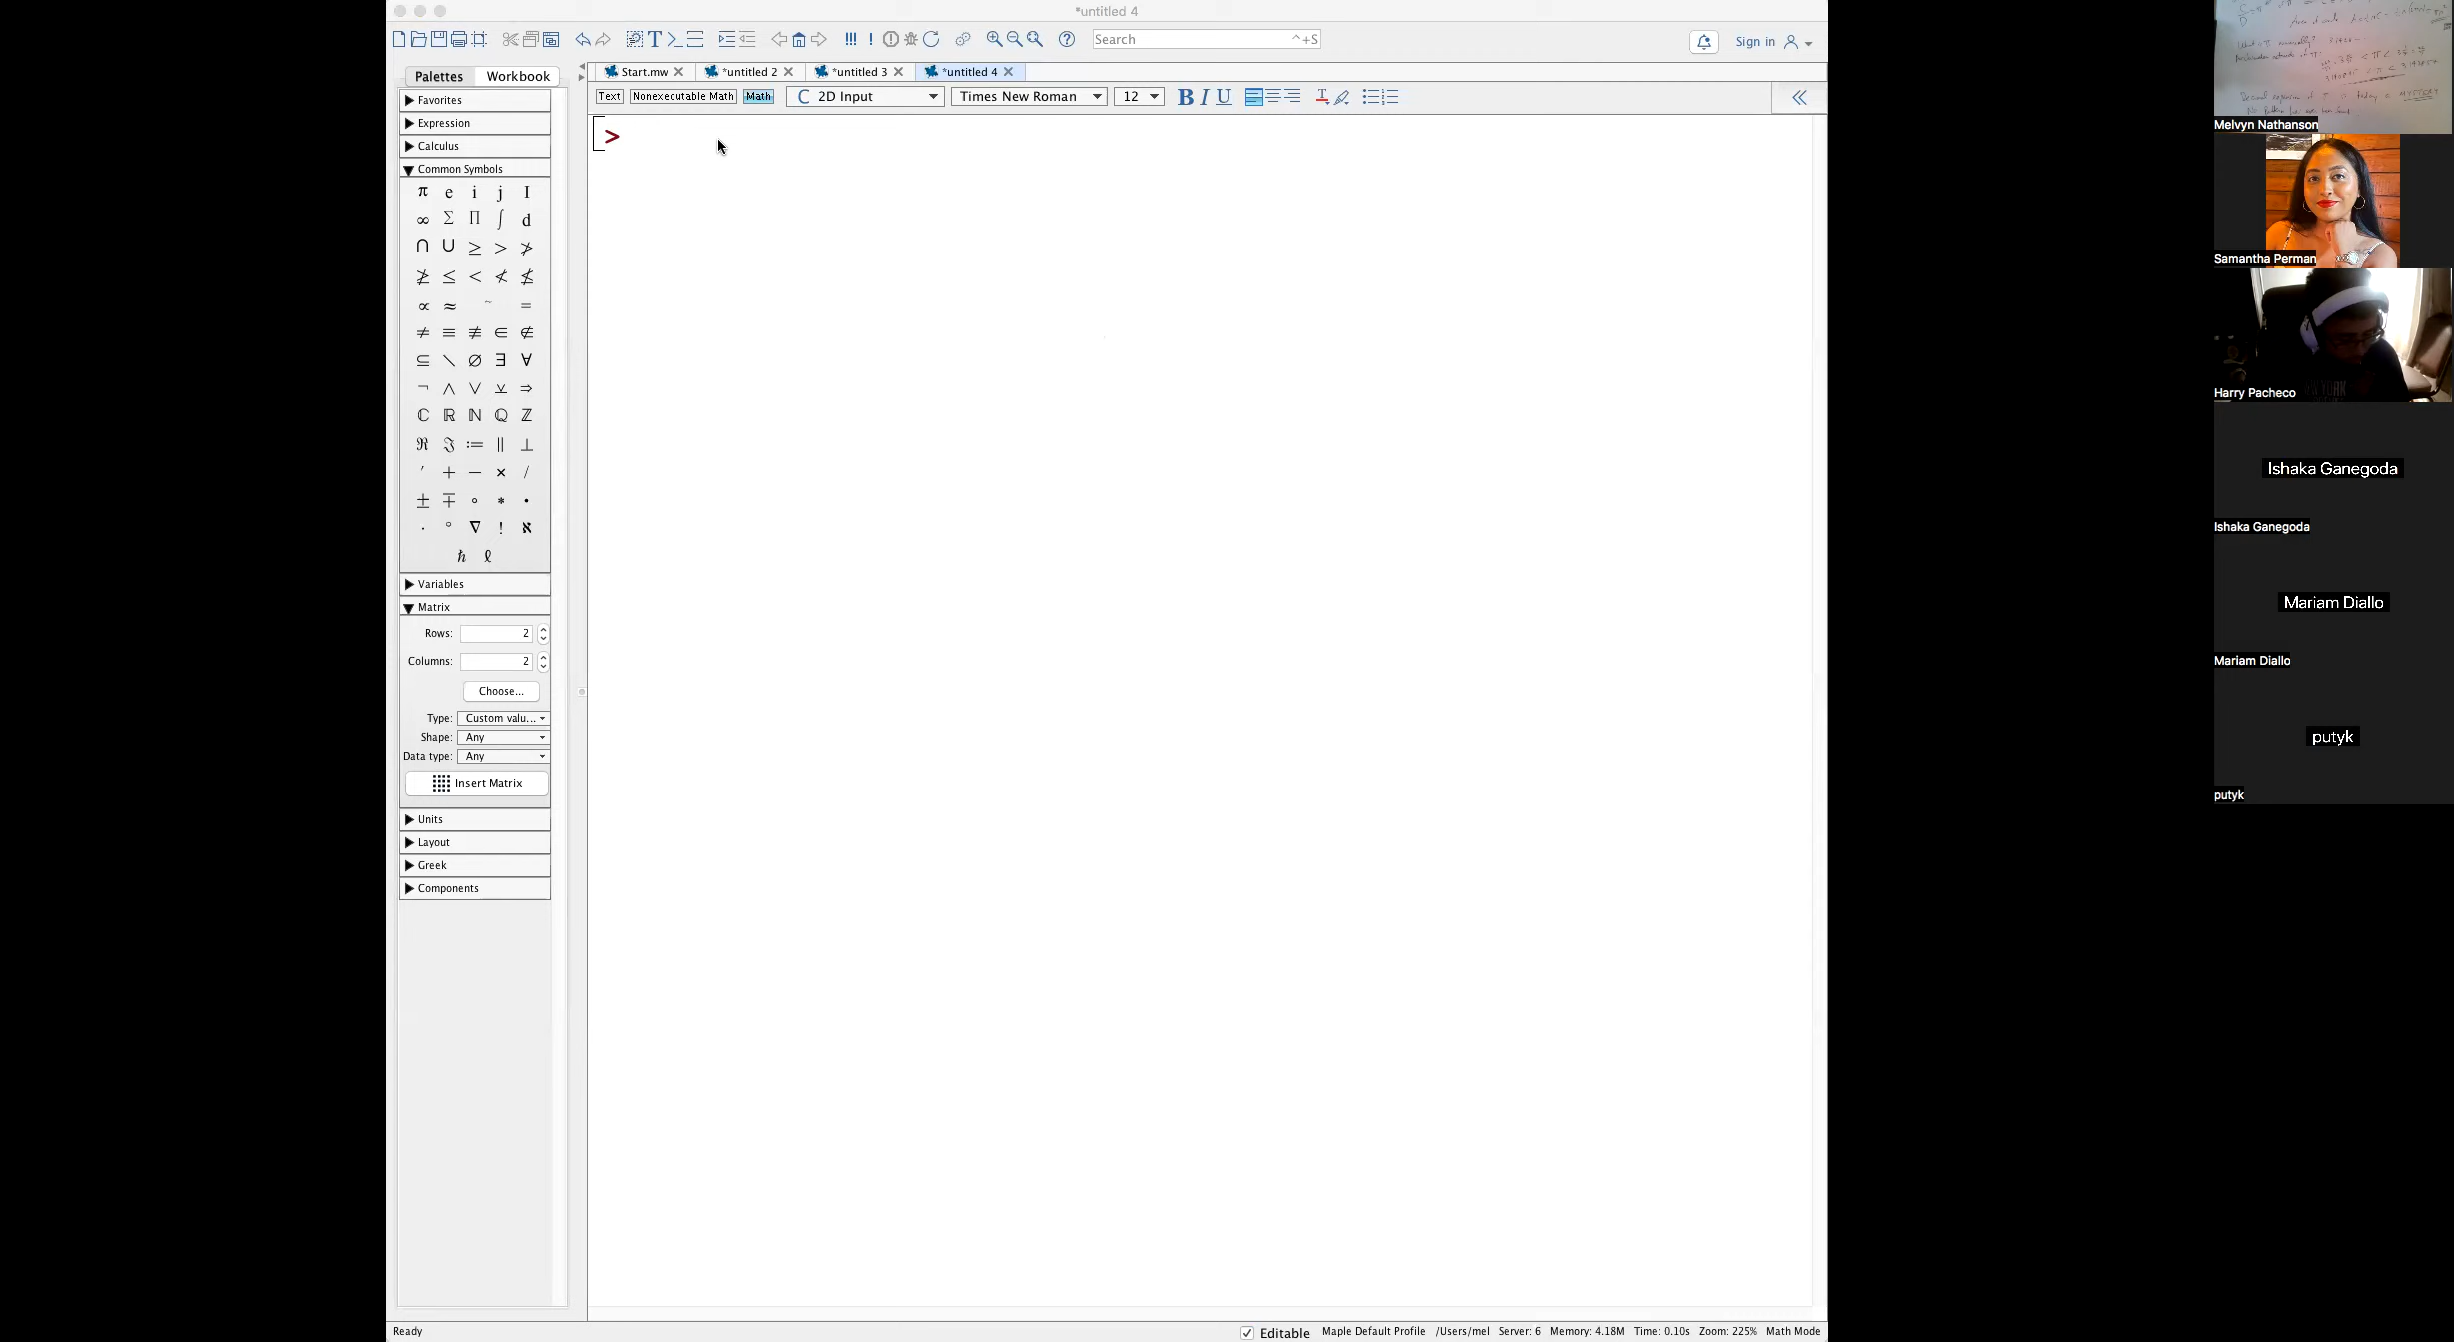 *untitled 4
Search ^+S
Sign in
Palettes Workbook
Start.mw *untitled 2 *untitled 3 *untitled 4
Text Nonexecutable Math Math C 2D Input Times New Roman 12 B I U
Favorites
Expression
Calculus
Common Symbols
π e i j I
∞ ∑ ∏ ∫ d
∩ ∪ ≥ > ≯
≱ ≤ < ≮ ≰
∝ ≈ ~ =
≠ ≡ ≢ ∈ ∉
⊆ \ ∅ ∃ ∀
¬ ∧ ∨ ⊻ ⇒
ℂ ℝ ℕ ℚ ℤ
ℜ ℑ := ∥ ⊥
′ + − × /
± ∓ ∘ * •
· ° ∇ ! ℵ
ℏ ℓ
Variables
Matrix
Rows: 2
Columns: 2
Choose...
Type: Custom valu...
Shape: Any
Data type: Any
Insert Matrix
Units
Layout
Greek
Components
>
Ready
Editable Maple Default Profile /Users/mel Server: 6 Memory: 4.18M Time: 0.10s Zoom: 225% Math Mode
Melvyn Nathanson
Samantha Perman
Harry Pacheco
Ishaka Ganegoda
Ishaka Ganegoda
Mariam Diallo
Mariam Diallo
putyk
putyk